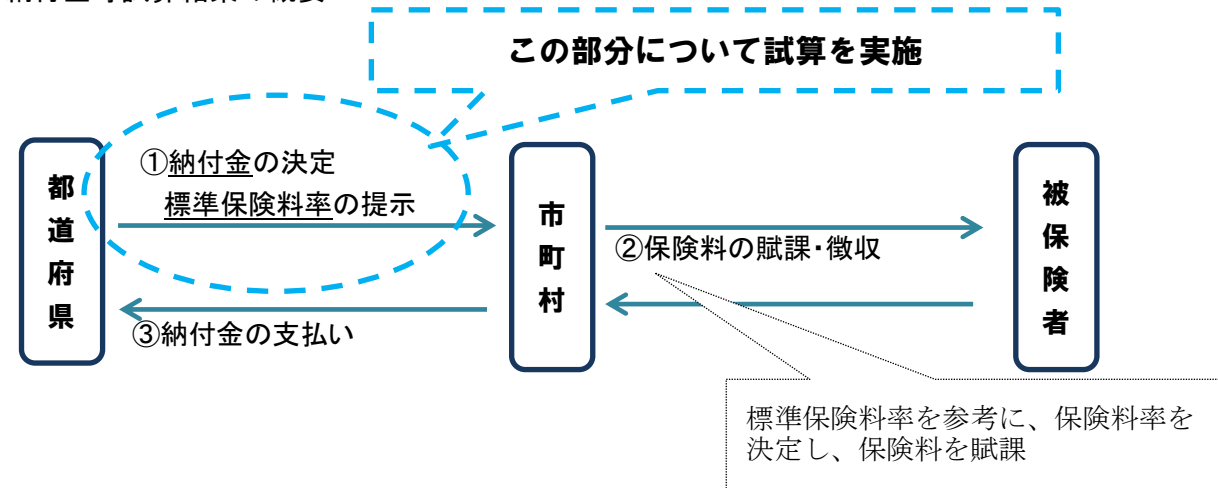 この部分について試算を実施
都道府県
①納付金の決定
標準保険料率の提示
市町村
②保険料の賦課・徴収
被保険者
③納付金の支払い
標準保険料率を参考に、保険料率を
決定し、保険料を賦課